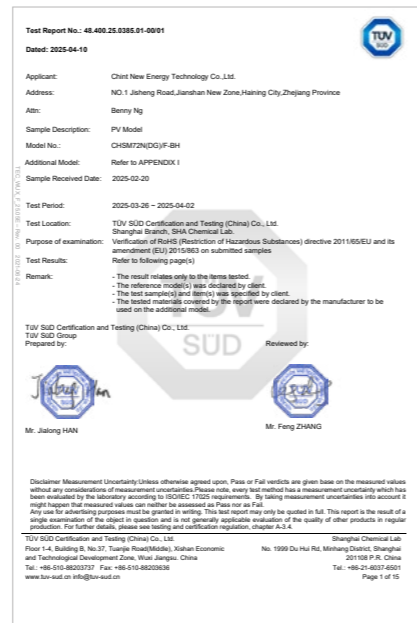 Test Report No.: 48.400.25.0385.01-00/01
Dated: 2025-04-10
TÜV
SÜD
Applicant: Chint New Energy Technology Co.,Ltd.
Address: NO.1 Jisheng Road,Jianshan New Zone,Haining City,Zhejiang Province
Attn: Benny Ng
Sample Description: PV Model
Model No.: CHSM72N(DG)/F-BH
Additional Model: Refer to APPENDIX I
Sample Received Date: 2025-02-20
Test Period: 2025-03-26 ~ 2025-04-02
Test Location: TÜV SÜD Certification and Testing (China) Co., Ltd.
Shanghai Branch, SHA Chemical Lab.
Purpose of examination: Verification of RoHS (Restriction of Hazardous Substances) directive 2011/65/EU and its
amendment (EU) 2015/863 on submitted samples
Test Results: Refer to following page(s)
Remark: - The result relates only to the items tested.
- The reference model(s) was declared by client.
- The test sample(s) and item(s) was specified by client.
- The tested materials covered by the report were declared by the manufacturer to be
used on the additional model.
TÜV SÜD Certification and Testing (China) Co., Ltd.
TÜV SÜD Group
Prepared by: Reviewed by:
SÜD
Mr. Jialong HAN Mr. Feng ZHANG
Disclaimer Measurement Uncertainty:Unless otherwise agreed upon, Pass or Fail verdicts are given base on the measured values
without any considerations of measurement uncertainties.Please note, every test method has a measurement uncertainty which has
been evaluated by the laboratory according to ISO/IEC 17025 requirements. By taking measurement uncertainties into account it
might happen that measured values can neither be assessed as Pass nor as Fail.
Any use for advertising purposes must be granted in writing. This test report may only be quoted in full. This report is the result of a
single examination of the object in question and is not generally applicable evaluation of the quality of other products in regular
production. For further details, please see testing and certification regulation, chapter A-3.4.
TÜV SÜD Certification and Testing (China) Co., Ltd. Shanghai Chemical Lab
Floor 1-4, Building B, No.37, Tuanjie Road(Middle), Xishan Economic No. 1999 Du Hui Rd, Minhang District, Shanghai
and Technological Development Zone, Wuxi Jiangsu. China 201108 P.R. China
Tel.: +86-510-88203737 Fax: +86-510-88203636 Tel.: +86-21-6037-6501
www.tuv-sud.cn info@tuv-sud.cn Page 1 of 15